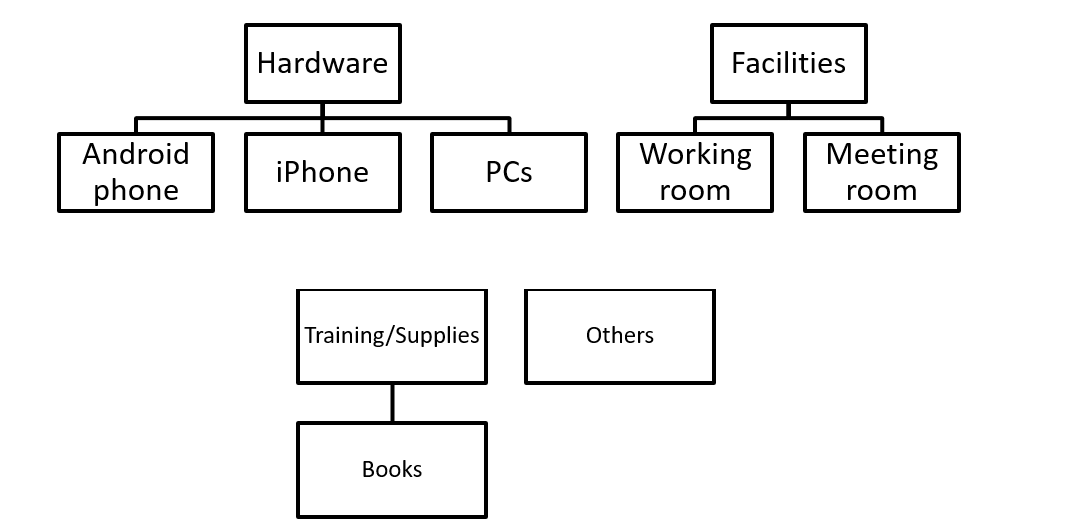 Hardware
Facilities
Android
phone
iPhone
PCs
Working
room
Meeting
room
Training/Supplies
Others
Books